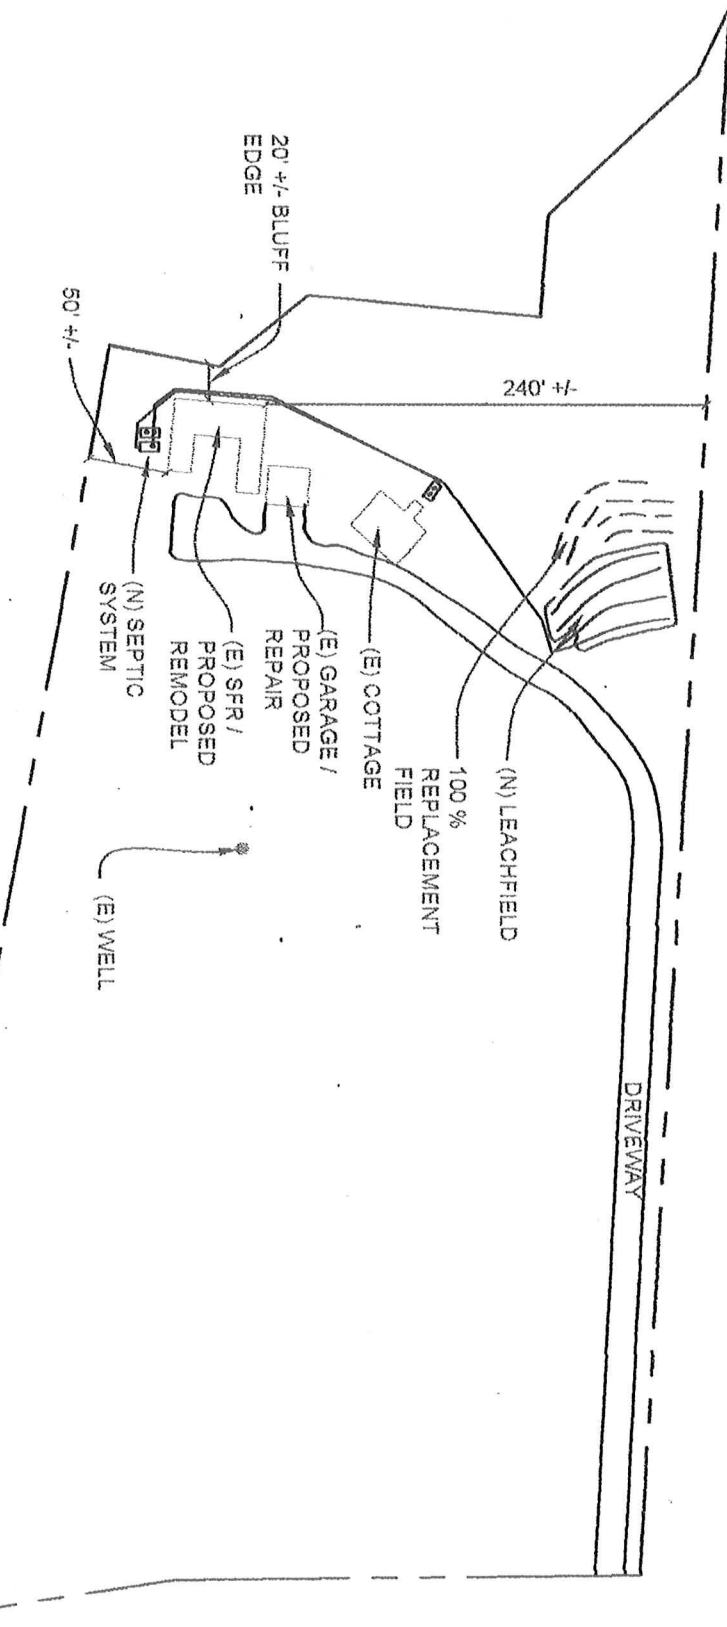 240' +/-
20' +/- BLUFF
EDGE
50' +/-
(N) SEPTIC
SYSTEM
(E) SFR /
PROPOSED
REMODEL
(E) GARAGE /
PROPOSED
REPAIR
(E) COTTAGE
100 %
REPLACEMENT
FIELD
(N) LEACHFIELD
(E) WELL
DRIVEWAY